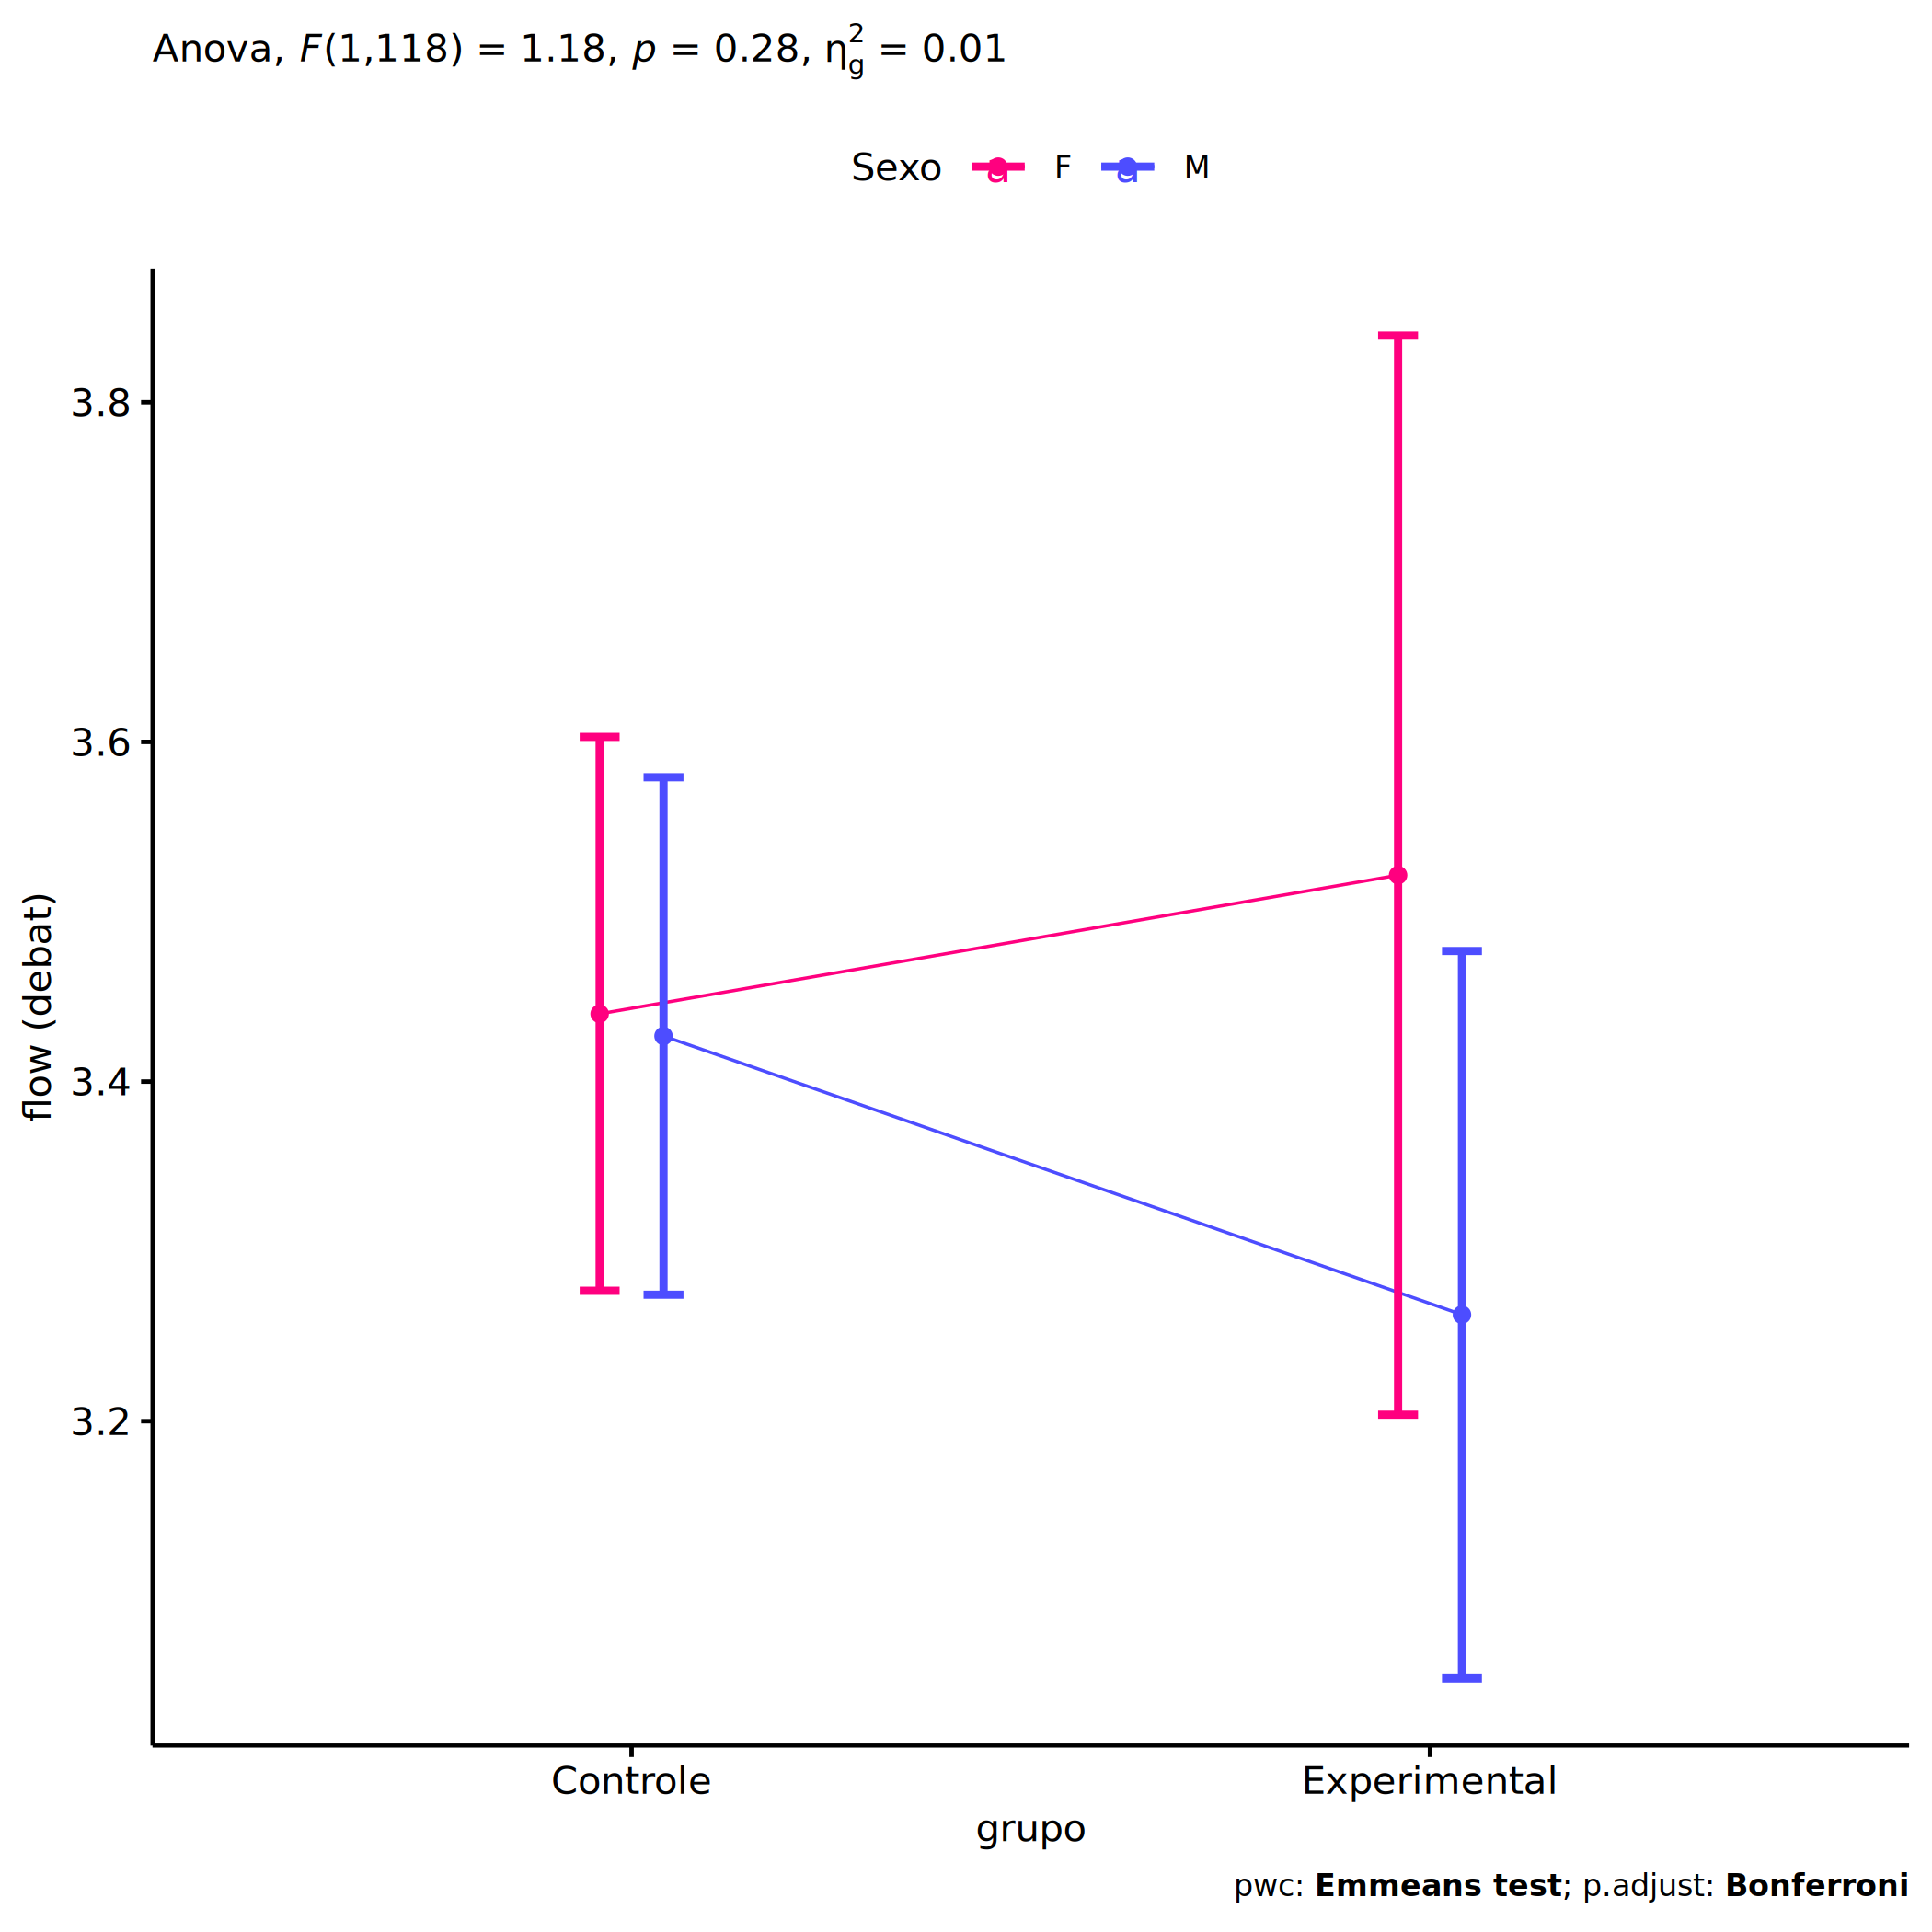 Anova, F(1,118) = 1.18, p = 0.28, η²g = 0.01
Sexo a F a M
3.8
3.6
3.4
3.2
flow (debat)
Controle Experimental
grupo
pwc: Emmeans test; p.adjust: Bonferroni